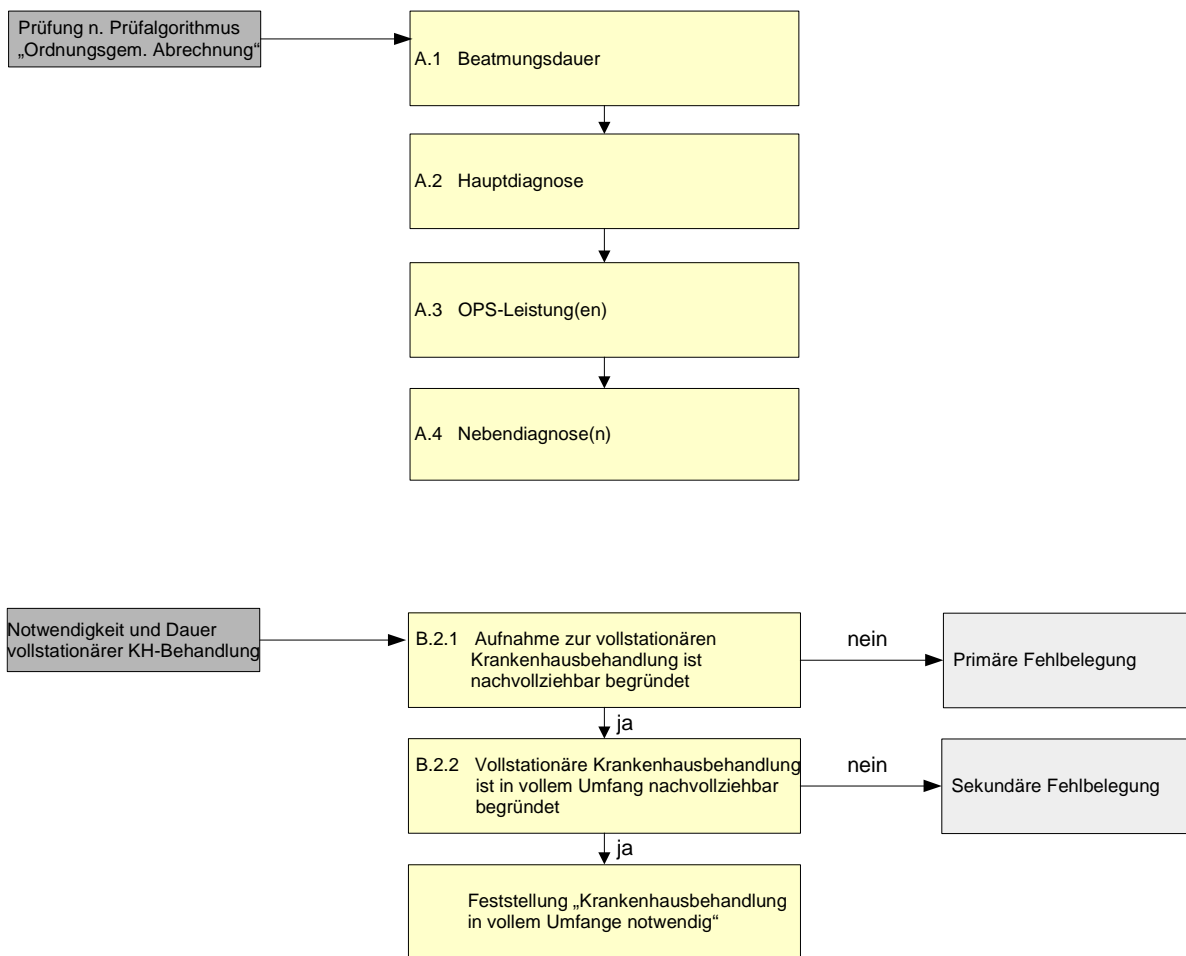 Prüfung n. Prüfalgorithmus
„Ordnungsgem. Abrechnung“
A.1 Beatmungsdauer
A.2 Hauptdiagnose
A.3 OPS-Leistung(en)
A.4 Nebendiagnose(n)
Notwendigkeit und Dauer
vollstationärer KH-Behandlung
B.2.1 Aufnahme zur vollstationären
Krankenhausbehandlung ist
nachvollziehbar begründet
nein
Primäre Fehlbelegung
ja
B.2.2 Vollstationäre Krankenhausbehandlung
ist in vollem Umfang nachvollziehbar
begründet
nein
Sekundäre Fehlbelegung
ja
Feststellung „Krankenhausbehandlung
in vollem Umfange notwendig“